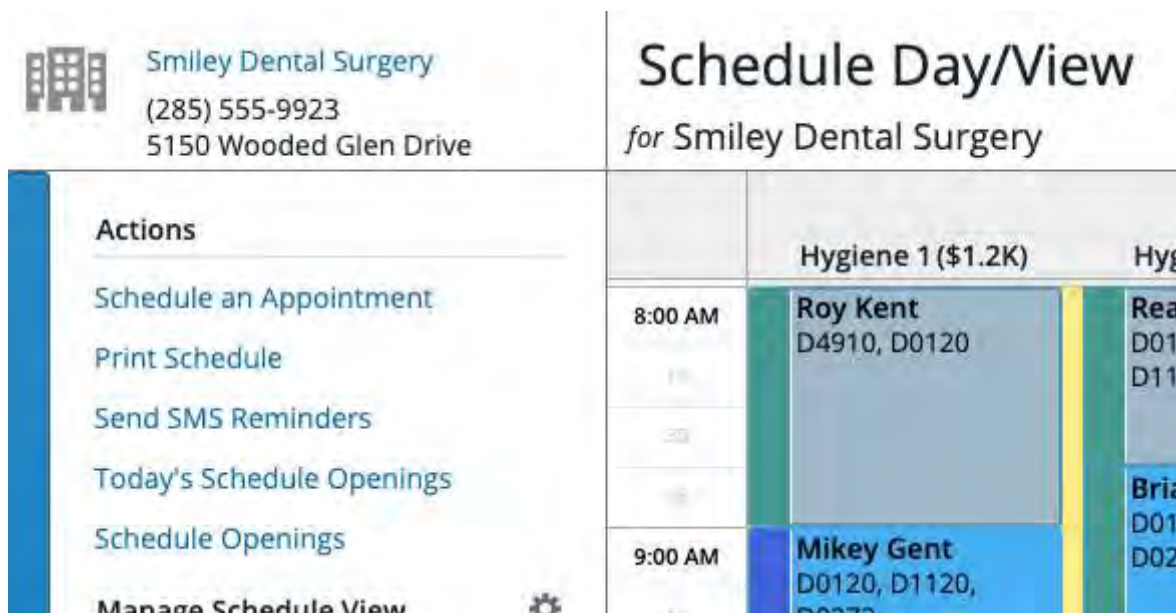 Smiley Dental Surgery
(285) 555-9923
5150 Wooded Glen Drive
Schedule Day/View
for Smiley Dental Surgery
Actions
Schedule an Appointment
Print Schedule
Send SMS Reminders
Today's Schedule Openings
Schedule Openings
Manage Schedule View
Hygiene 1 ($1.2K)
8:00 AM
Roy Kent
D4910, D0120
30
9:00 AM
Mikey Gent
D0120, D1120,